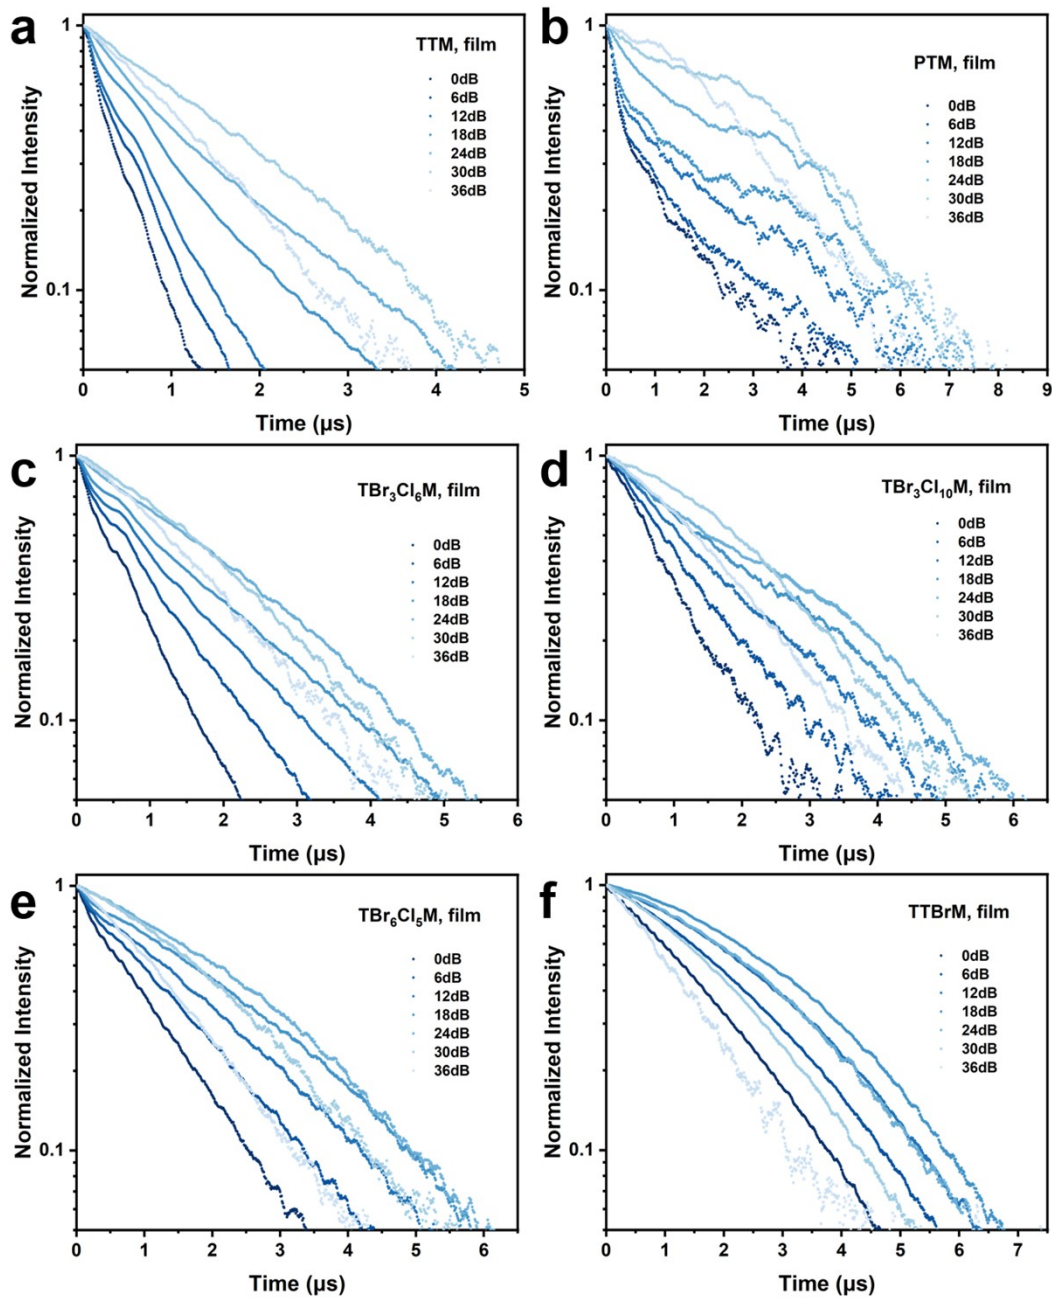 a
TTM, film
0dB
6dB
12dB
18dB
24dB
30dB
36dB
1
0.1
Normalized Intensity
0 1 2 3 4 5
Time (μs)
b
PTM, film
0dB
6dB
12dB
18dB
24dB
30dB
36dB
1
0.1
Normalized Intensity
0 1 2 3 4 5 6 7 8 9
Time (μs)
c
TBr₃Cl₆M, film
0dB
6dB
12dB
18dB
24dB
30dB
36dB
1
0.1
Normalized Intensity
0 1 2 3 4 5 6
Time (μs)
d
TBr₃Cl₁₀M, film
0dB
6dB
12dB
18dB
24dB
30dB
36dB
1
0.1
Normalized Intensity
0 1 2 3 4 5 6
Time (μs)
e
TBr₆Cl₅M, film
0dB
6dB
12dB
18dB
24dB
30dB
36dB
1
0.1
Normalized Intensity
0 1 2 3 4 5 6
Time (μs)
f
TTBrM, film
0dB
6dB
12dB
18dB
24dB
30dB
36dB
1
0.1
Normalized Intensity
0 1 2 3 4 5 6 7
Time (μs)